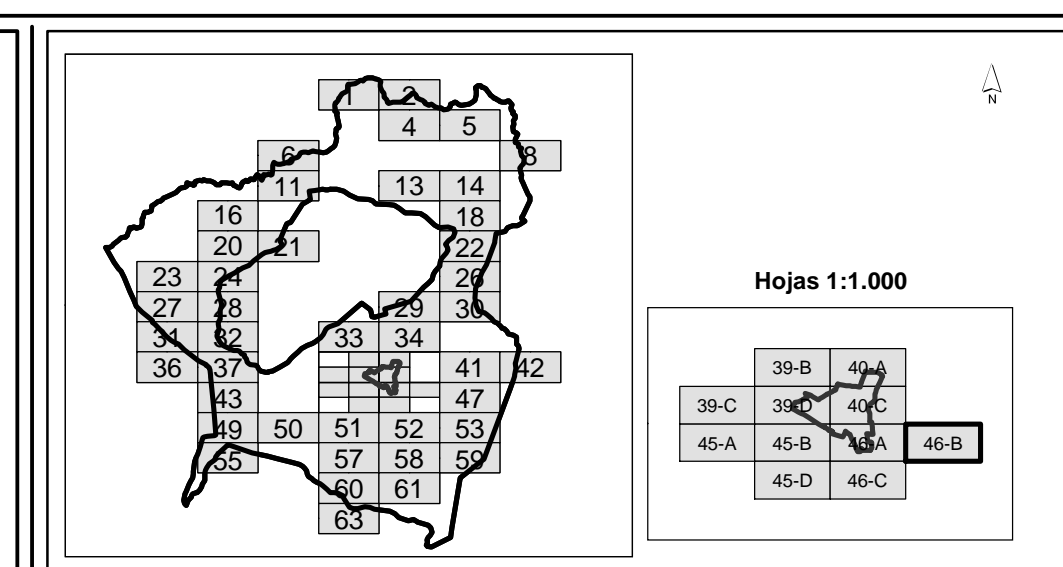 1 2
4 5
6 8
11 13 14
16 18
20 21 22
23 24 26
27 28 29 30
31 32 33 34
36 37 41 42
43 47
49 50 51 52 53
55 57 58 59
60 61
63
N
Hojas 1:1.000
39-B 40-A
39-C 39-D 40-C
45-A 45-B 46-A 46-B
45-D 46-C